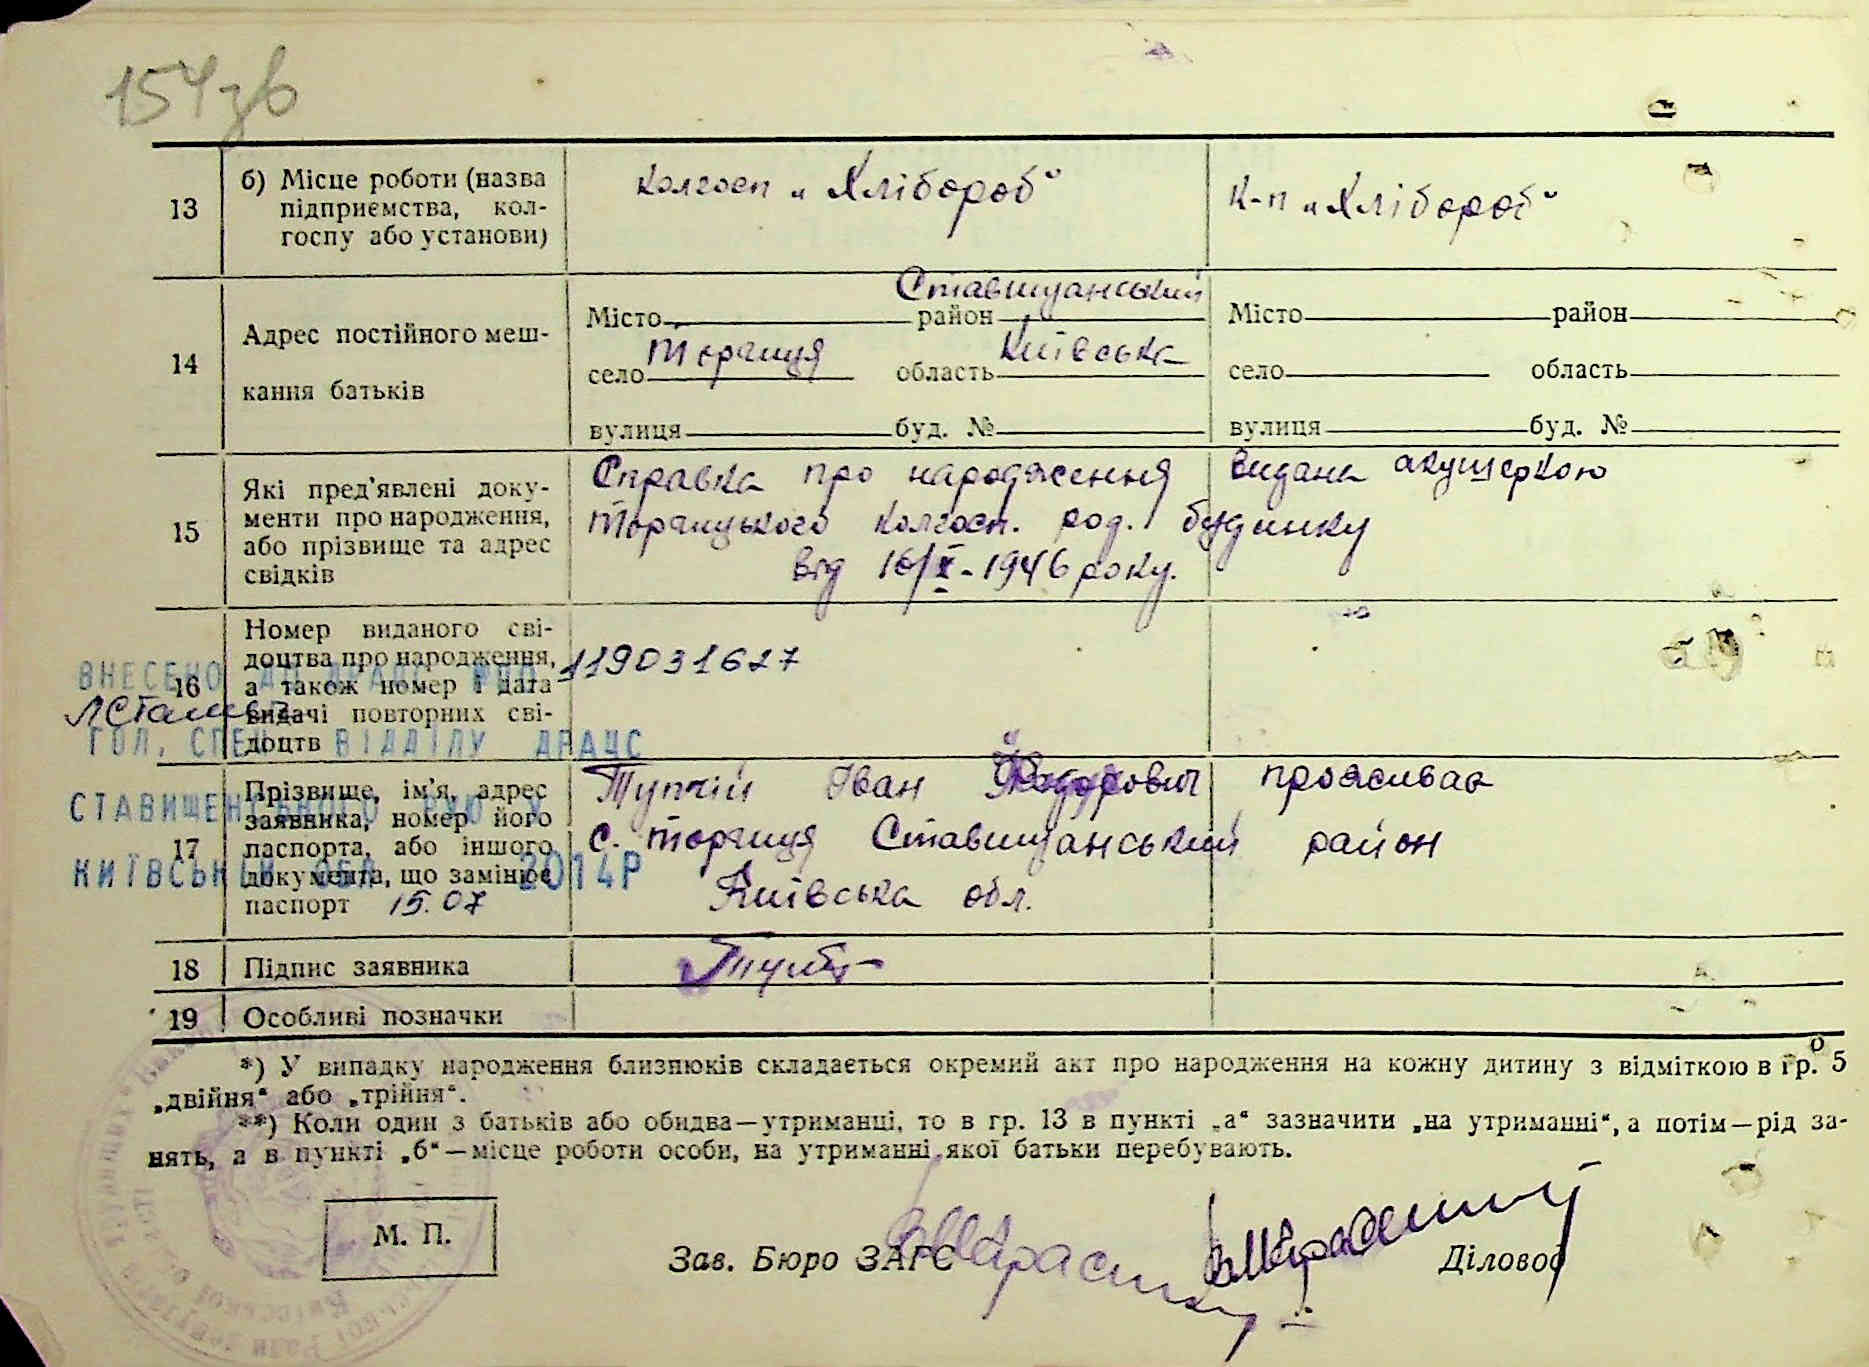 154зв
13 б) Місце роботи (назва підприємства, колгоспу або установи) колгосп „Хлібороб“ к-п „Хлібороб“
14 Адрес постійного мешкання батьків
Місто район Ставищанський Місто район
село Торчиця область Київська село область
вулиця буд. № вулиця буд. №
15 Які пред'явлені документи про народження, або прізвище та адрес свідків
Справка про народження видана акушеркою
Торчицького колгосп. род. будинку
від 16/X-1946 року.
16 Номер виданого свідоцтва про народження, а також номер і дата видачі повторних свідоцтв
119031627
ВНЕСЕНО ДО ДРАЦС
ГОЛ. СПЕЦ ВІДДІЛУ ДРАЦС
СТАВИЩЕНСЬКОГО РУЮ У
КИЇВСЬКІЙ ОБЛ 2014Р
15.07
17 Прізвище, ім'я, адрес заявника, номер його паспорта, або іншого документа, що замінює паспорт
Тупчій Іван Федорович проживає
с. Торчиця Ставищанський район
Київська обл.
18 Підпис заявника
19 Особливі позначки
*) У випадку народження близнюків складається окремий акт про народження на кожну дитину з відміткою в гр. 5
„двійня“ або „трійня“.
**) Коли один з батьків або обидва—утриманці, то в гр. 13 в пункті „а“ зазначити „на утриманні“, а потім—рід за-
нять, а в пункті „б“—місце роботи особи, на утриманні якої батьки перебувають.
М. П.
Зав. Бюро ЗАГС Діловод